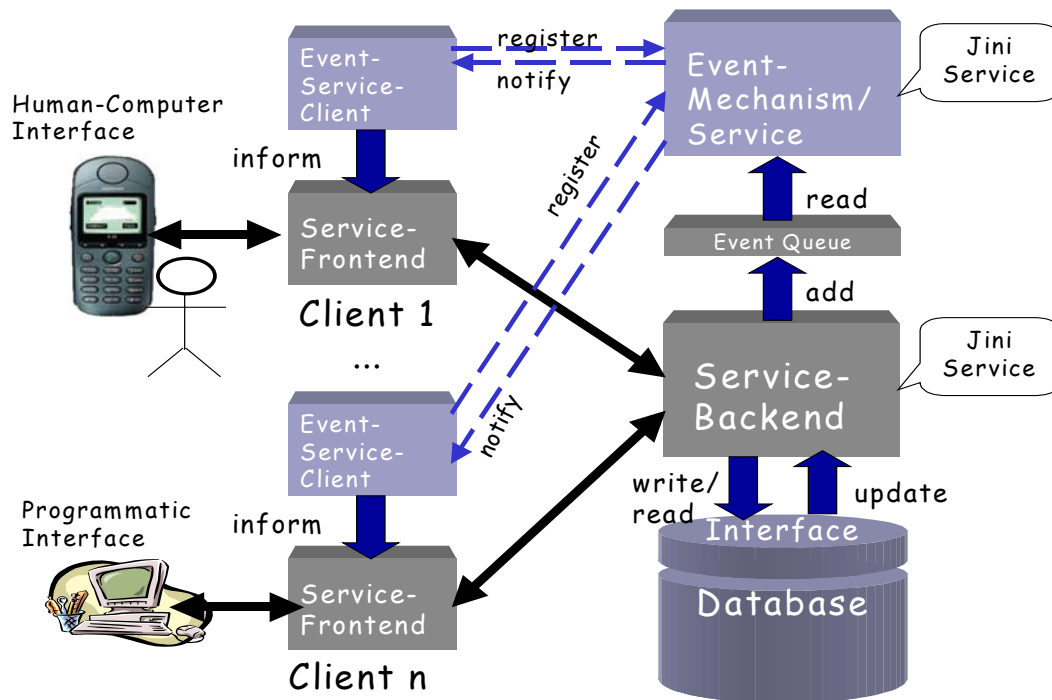 register
notify
Event-
Service-
Client
Event-
Mechanism/
Service
Jini
Service
Human-Computer
Interface
inform
register
read
Service-
Frontend
Event Queue
add
Client 1
...
Jini
Service
Service-
Backend
Event-
Service-
Client
notify
write/
read
update
Programmatic
Interface
inform
Interface
Database
Service-
Frontend
Client n